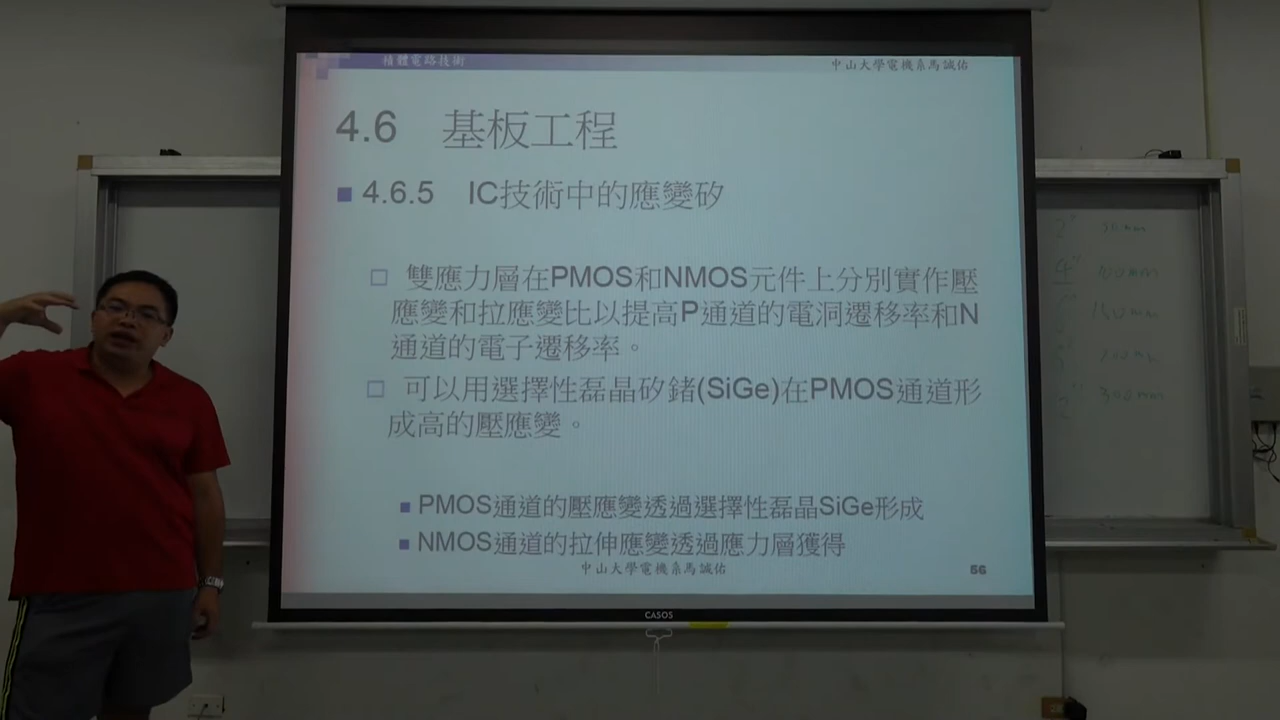 積體電路技術
中山大學電機系馬誠佑
4.6 基板工程
4.6.5 IC技術中的應變矽
雙應力層在PMOS和NMOS元件上分別實作壓
應變和拉應變比以提高P通道的電洞遷移率和N
通道的電子遷移率。
可以用選擇性磊晶矽鍺(SiGe)在PMOS通道形
成高的壓應變。
PMOS通道的壓應變透過選擇性磊晶SiGe形成
NMOS通道的拉伸應變透過應力層獲得
中山大學電機系馬誠佑
56
CASOS
2"
4" 100mm
300mm